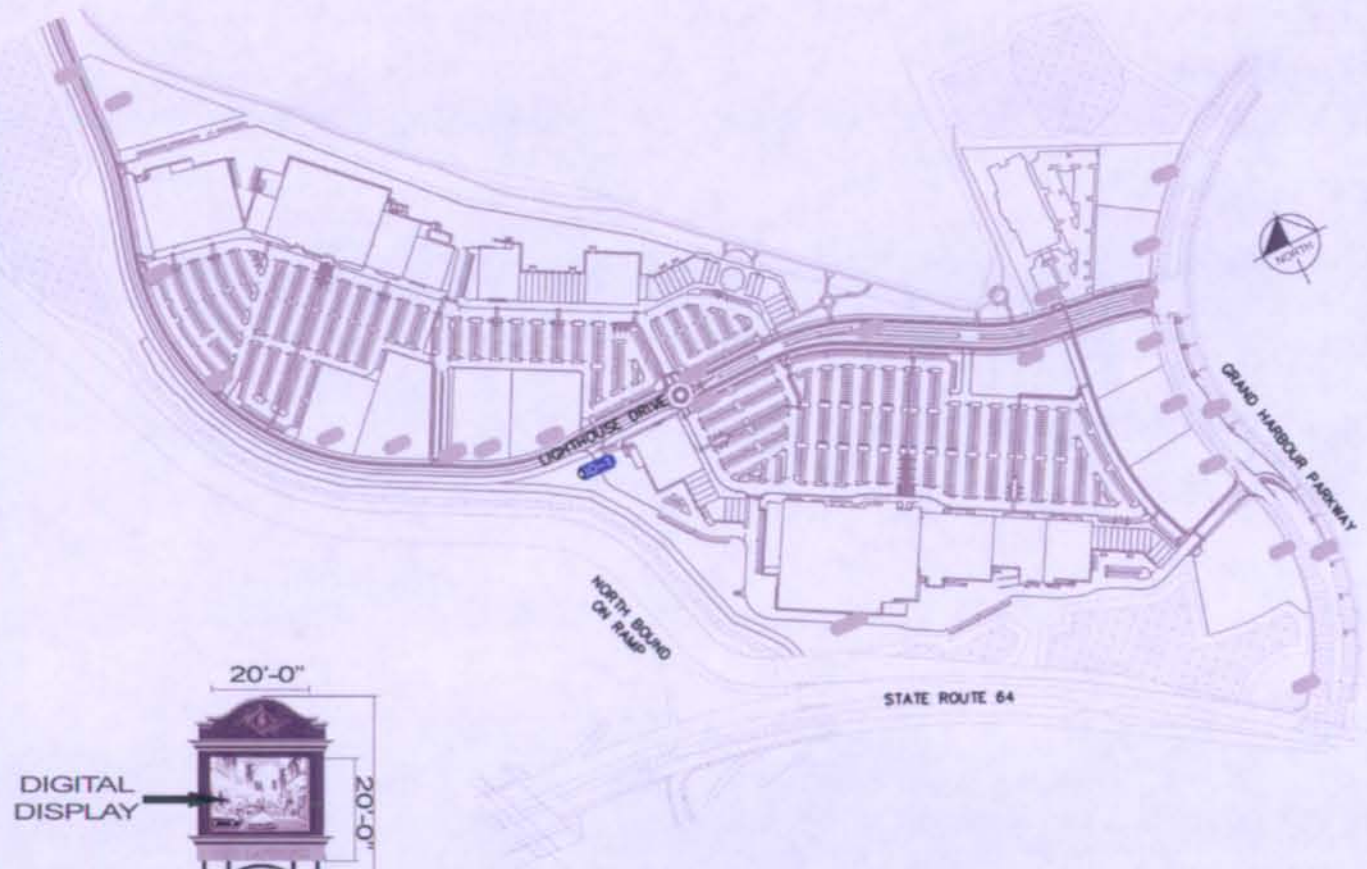 NORTH
GRAND HARBOUR PARKWAY
LIGHTHOUSE DRIVE
NORTH BOUND
ON RAMP
STATE ROUTE 64
20'-0"
DIGITAL
DISPLAY
20'-0"